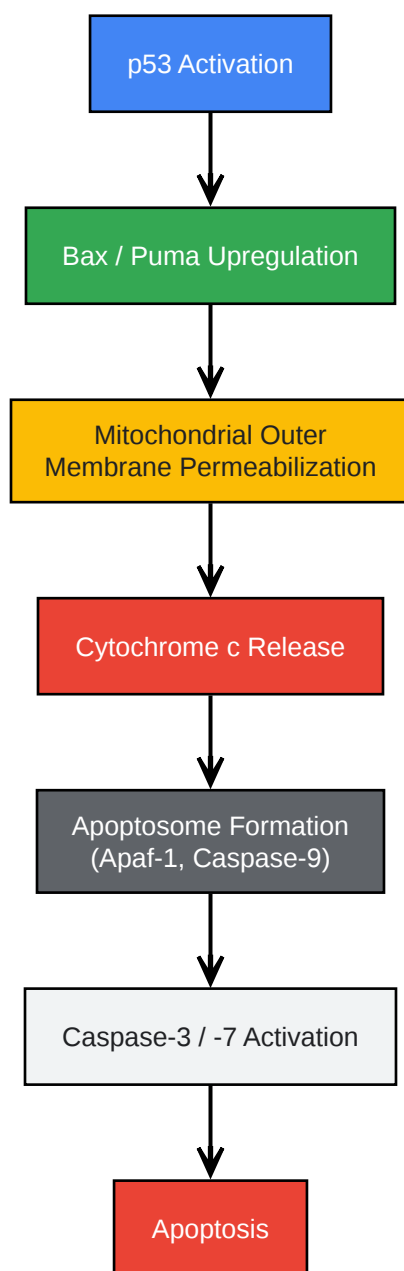 p53 Activation
Bax / Puma Upregulation
Mitochondrial Outer
Membrane Permeabilization
Cytochrome c Release
Apoptosome Formation
(Apaf-1, Caspase-9)
Caspase-3 / -7 Activation
Apoptosis